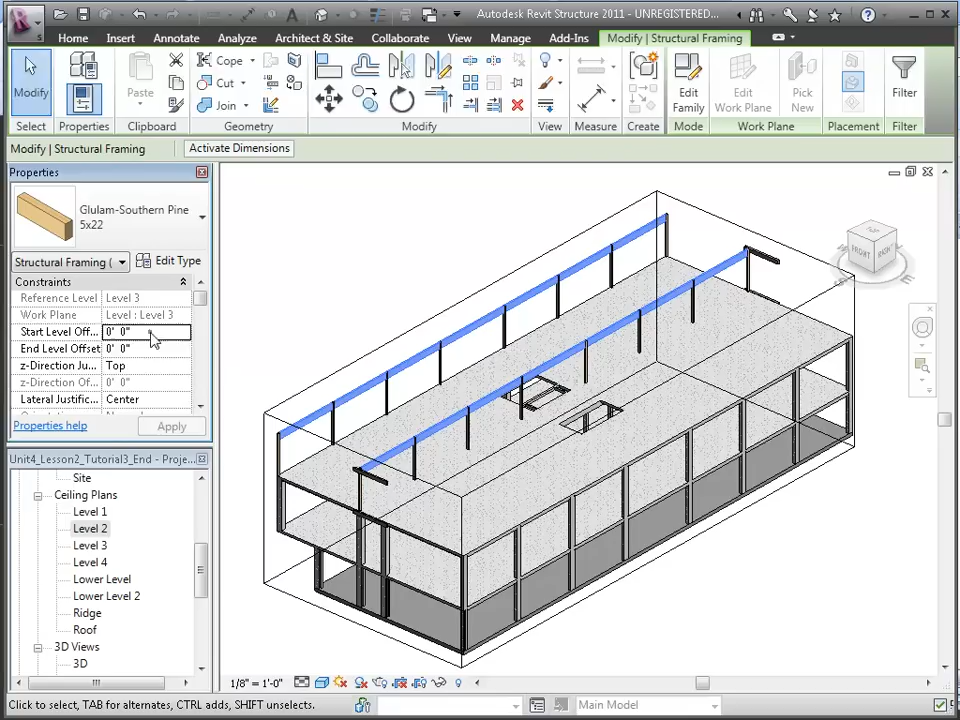 Autodesk Revit Structure 2011 - UNREGISTERED...
Home
Insert
Annotate
Analyze
Architect & Site
Collaborate
View
Manage
Add-Ins
Modify | Structural Framing
Modify
Paste
Cope
Cut
Join
Edit
Family
Edit
Work Plane
Pick
New
Filter
Select
Properties
Clipboard
Geometry
Modify
View
Measure
Create
Mode
Work Plane
Placement
Filter
Modify | Structural Framing
Activate Dimensions
Properties
Glulam-Southern Pine
5x22
Structural Framing (
Edit Type
Constraints
Reference Level
Level 3
Work Plane
Level : Level 3
Start Level Off...
0' 0"
End Level Offset
0' 0"
z-Direction Ju...
Top
z-Direction Of...
0' 0"
Lateral Justific...
Center
Properties help
Apply
Unit4_Lesson2_Tutorial3_End - Proje...
Site
Ceiling Plans
Level 1
Level 2
Level 3
Level 4
Lower Level
Lower Level 2
Ridge
Roof
3D Views
3D
FRONT
RIGHT
1/8" = 1'-0"
Click to select, TAB for alternates, CTRL adds, SHIFT unselects.
Main Model